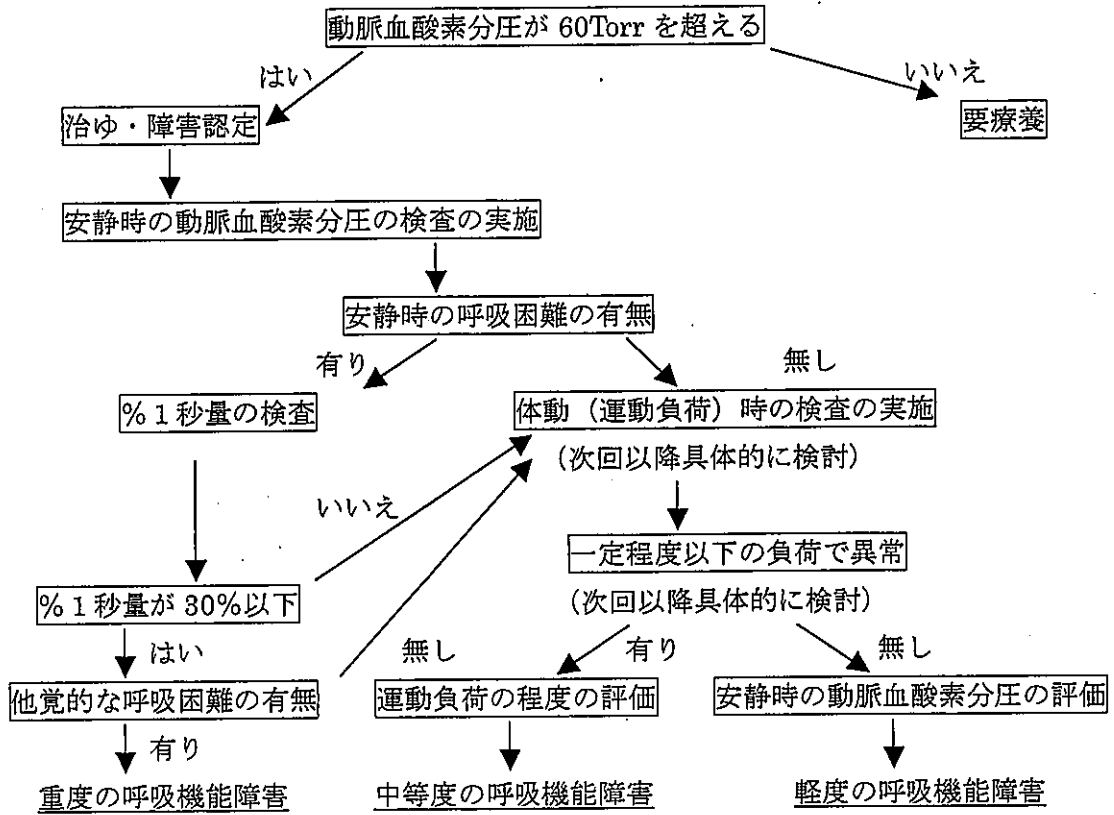 動脈血酸素分圧が 60Torr を超える
はい
いいえ
治ゆ・障害認定
要療養
安静時の動脈血酸素分圧の検査の実施
安静時の呼吸困難の有無
有り
無し
%1秒量の検査
体動（運動負荷）時の検査の実施
（次回以降具体的に検討）
いいえ
一定程度以下の負荷で異常
%1秒量が 30%以下
（次回以降具体的に検討）
はい
無し
有り
無し
他覚的な呼吸困難の有無
運動負荷の程度の評価
安静時の動脈血酸素分圧の評価
有り
重度の呼吸機能障害
中等度の呼吸機能障害
軽度の呼吸機能障害